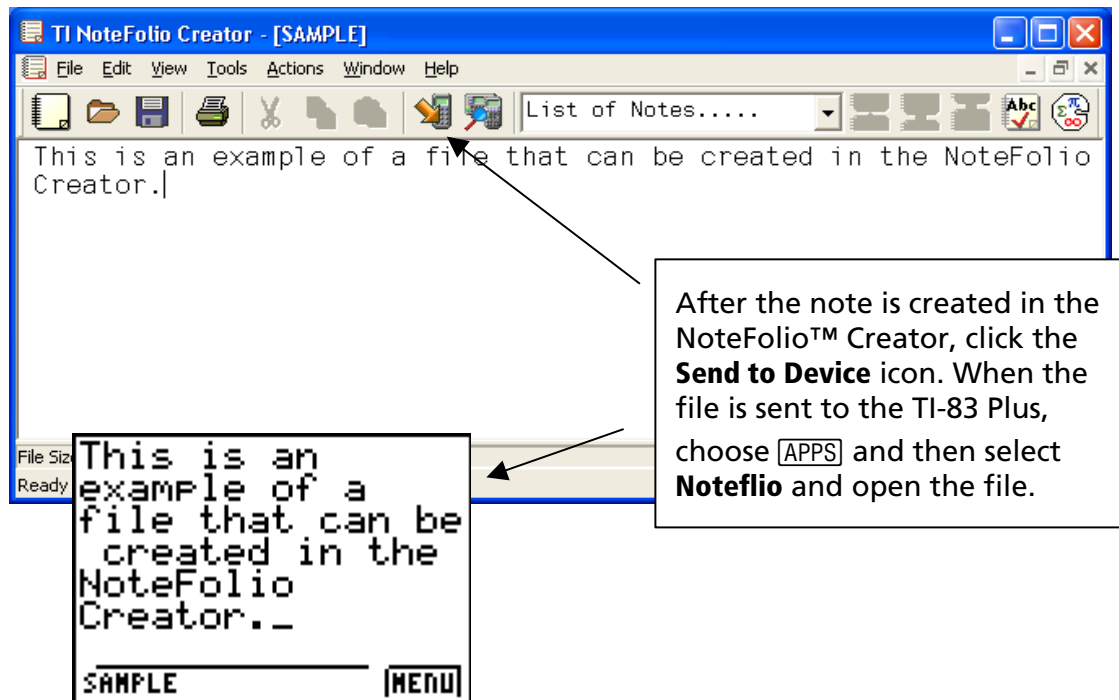 TI NoteFolio Creator - [SAMPLE]
File Edit View Tools Actions Window Help
List of Notes.....
Abc
Σπ∞
This is an example of a file that can be created in the NoteFolio
Creator.
After the note is created in the
NoteFolio™ Creator, click the
Send to Device icon. When the
file is sent to the TI-83 Plus,
choose APPS and then select
Noteflio and open the file.
File Siz
Ready
This is an
example of a
file that can be
created in the
NoteFolio
Creator._
SAMPLE MENU